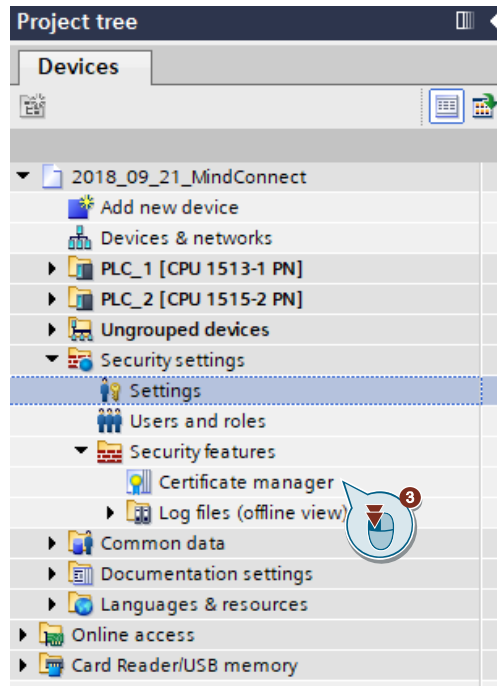 Project tree
Devices
2018_09_21_MindConnect
Add new device
Devices & networks
PLC_1 [CPU 1513-1 PN]
PLC_2 [CPU 1515-2 PN]
Ungrouped devices
Security settings
Settings
Users and roles
Security features
Certificate manager
3
Log files (offline view)
Common data
Documentation settings
Languages & resources
Online access
Card Reader/USB memory